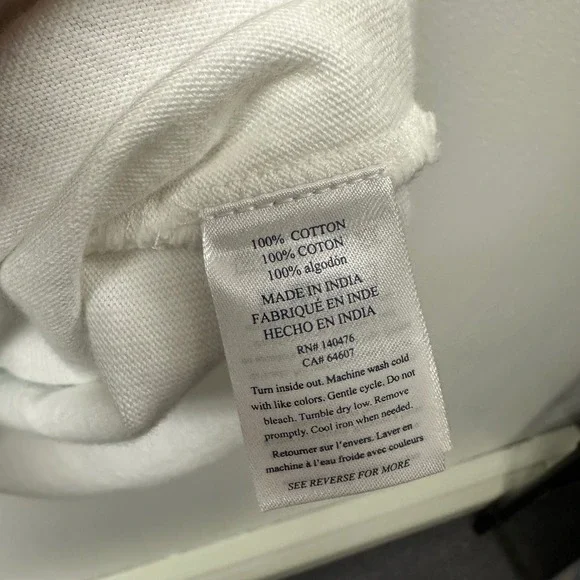 100% COTTON
100% COTON
100% algodón
MADE IN INDIA
FABRIQUÉ EN INDE
HECHO EN INDIA
RN# 140476
CA# 64607
Turn inside out. Machine wash cold
with like colors. Gentle cycle. Do not
bleach. Tumble dry low. Remove
promptly. Cool iron when needed.
Retourner sur l'envers. Laver en
machine à l'eau froide avec couleurs
SEE REVERSE FOR MORE